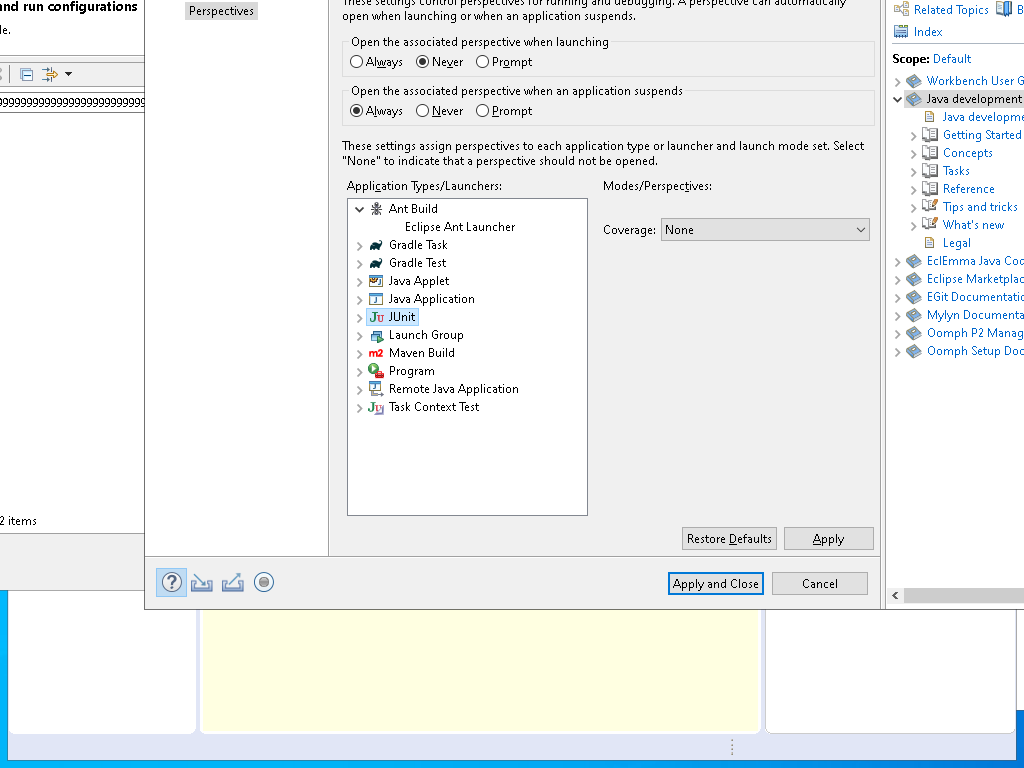 and run configurations
le.
999999999999999999999999
2 items
Perspectives
These settings control perspectives for running and debugging. A perspective can automatically
open when launching or when an application suspends.
Open the associated perspective when launching
Always
Never
Prompt
Open the associated perspective when an application suspends
Always
Never
Prompt
These settings assign perspectives to each application type or launcher and launch mode set. Select
"None" to indicate that a perspective should not be opened.
Application Types/Launchers:
Modes/Perspectives:
Ant Build
Eclipse Ant Launcher
Gradle Task
Gradle Test
Java Applet
Java Application
JUnit
Launch Group
Maven Build
Program
Remote Java Application
Task Context Test
Coverage:
None
Restore Defaults
Apply
Apply and Close
Cancel
Related Topics
B
Index
Scope: Default
Workbench User G
Java development
Java developme
Getting Started
Concepts
Tasks
Reference
Tips and tricks
What's new
Legal
EclEmma Java Coc
Eclipse Marketplac
EGit Documentatic
Mylyn Documenta
Oomph P2 Manag
Oomph Setup Doc